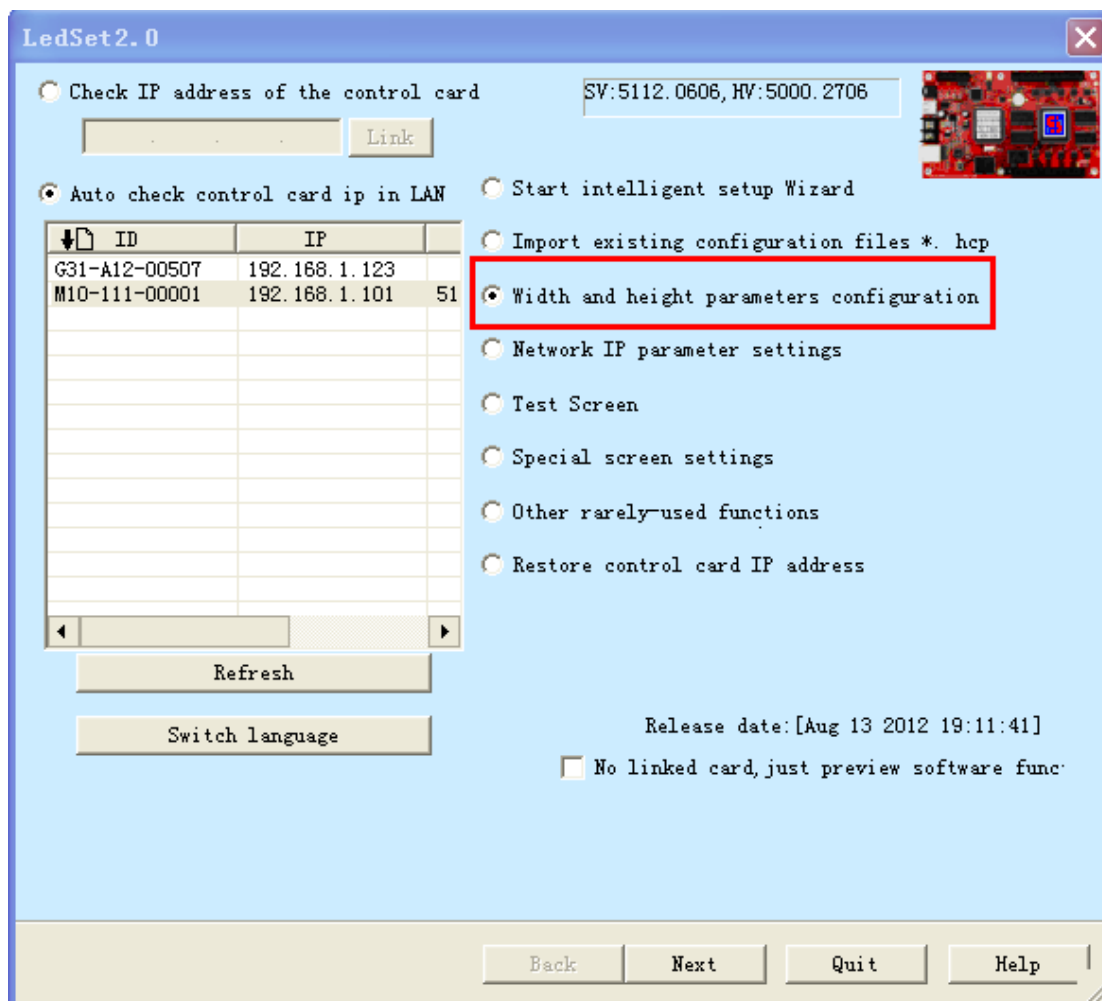 LedSet2.0
Check IP address of the control card
SV:5112.0606, HV:5000.2706
. . . Link
Auto check control card ip in LAN
ID IP
G31-A12-00507 192.168.1.123
M10-111-00001 192.168.1.101 51
Start intelligent setup Wizard
Import existing configuration files *. hcp
Width and height parameters configuration
Network IP parameter settings
Test Screen
Special screen settings
Other rarely-used functions
Restore control card IP address
Refresh
Switch language
Release date:[Aug 13 2012 19:11:41]
No linked card, just preview software func
Back Next Quit Help